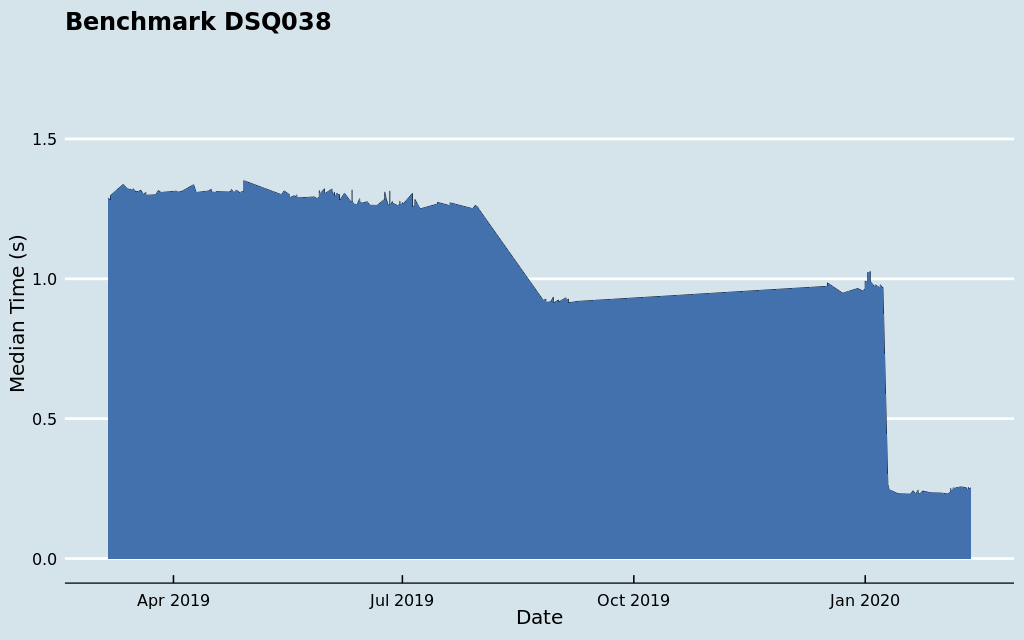 Benchmark DSQ038
Median Time (s)
1.5
1.0
0.5
0.0
Apr 2019
Jul 2019
Oct 2019
Jan 2020
Date